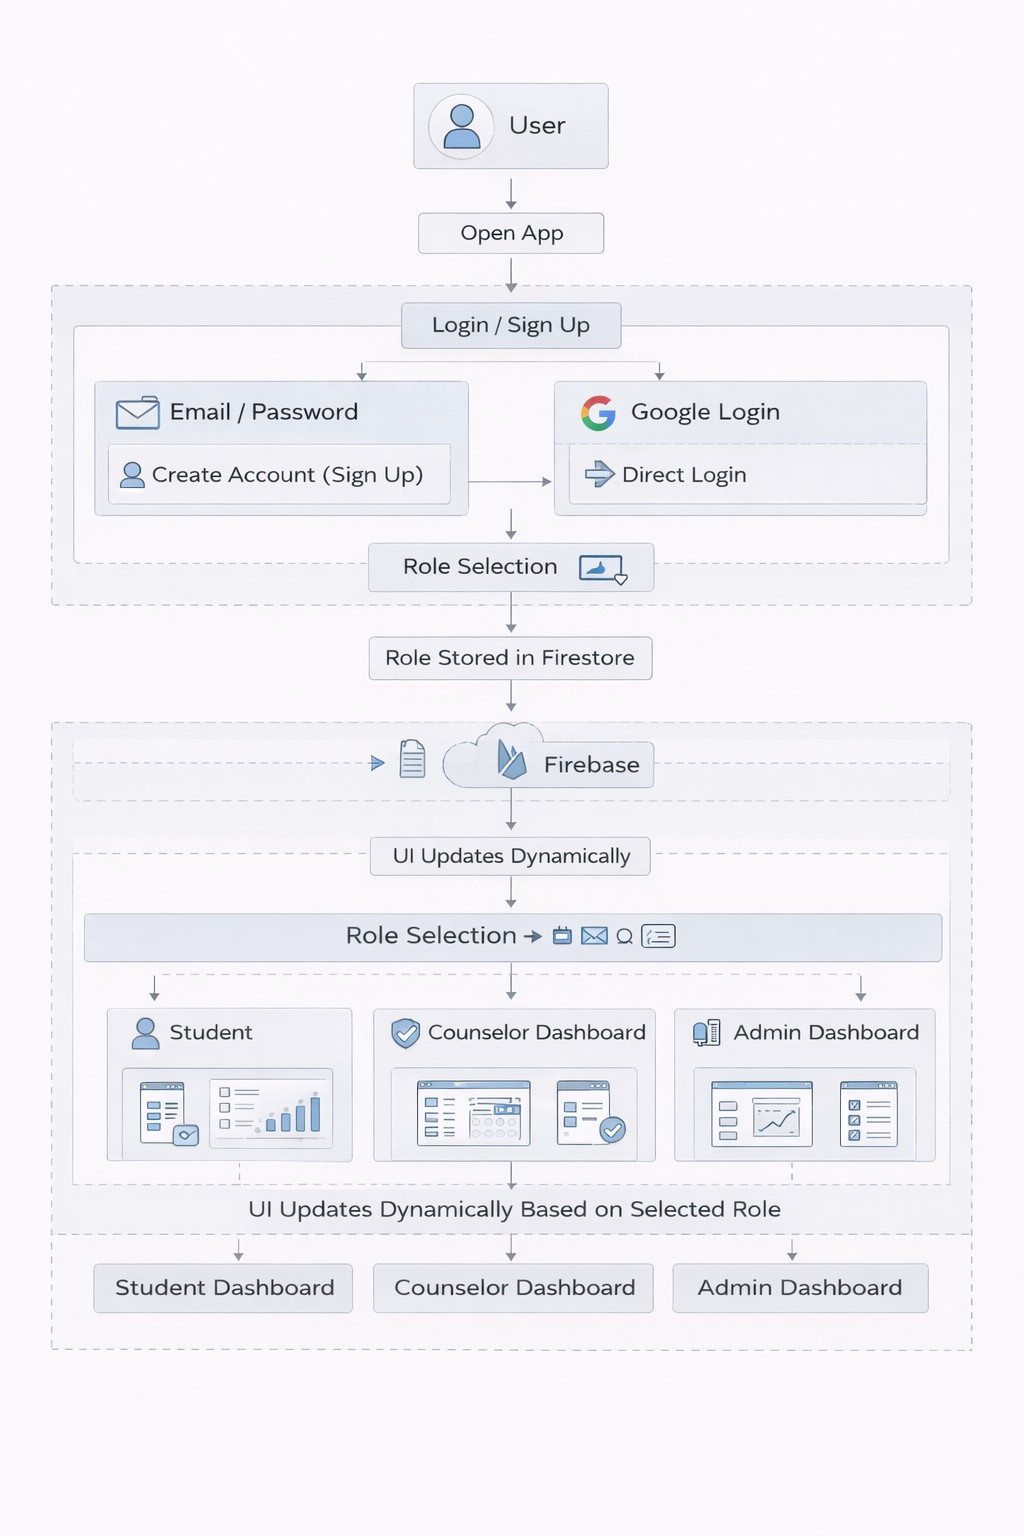 User
Open App
Login / Sign Up
Email / Password
Google Login
Create Account (Sign Up)
Direct Login
Role Selection
Role Stored in Firestore
Firebase
UI Updates Dynamically
Role Selection
Student
Counselor Dashboard
Admin Dashboard
UI Updates Dynamically Based on Selected Role
Student Dashboard
Counselor Dashboard
Admin Dashboard